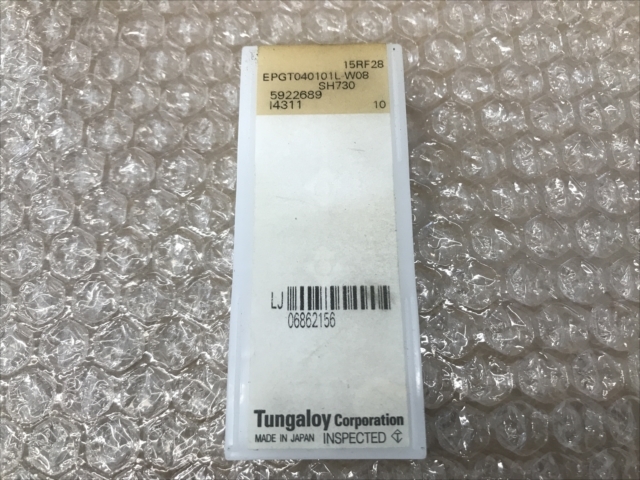 15RF28
EPGT040101L-W08
SH730
5922689
I4311 10
LJ
06862156
Tungaloy Corporation
MADE IN JAPAN INSPECTED